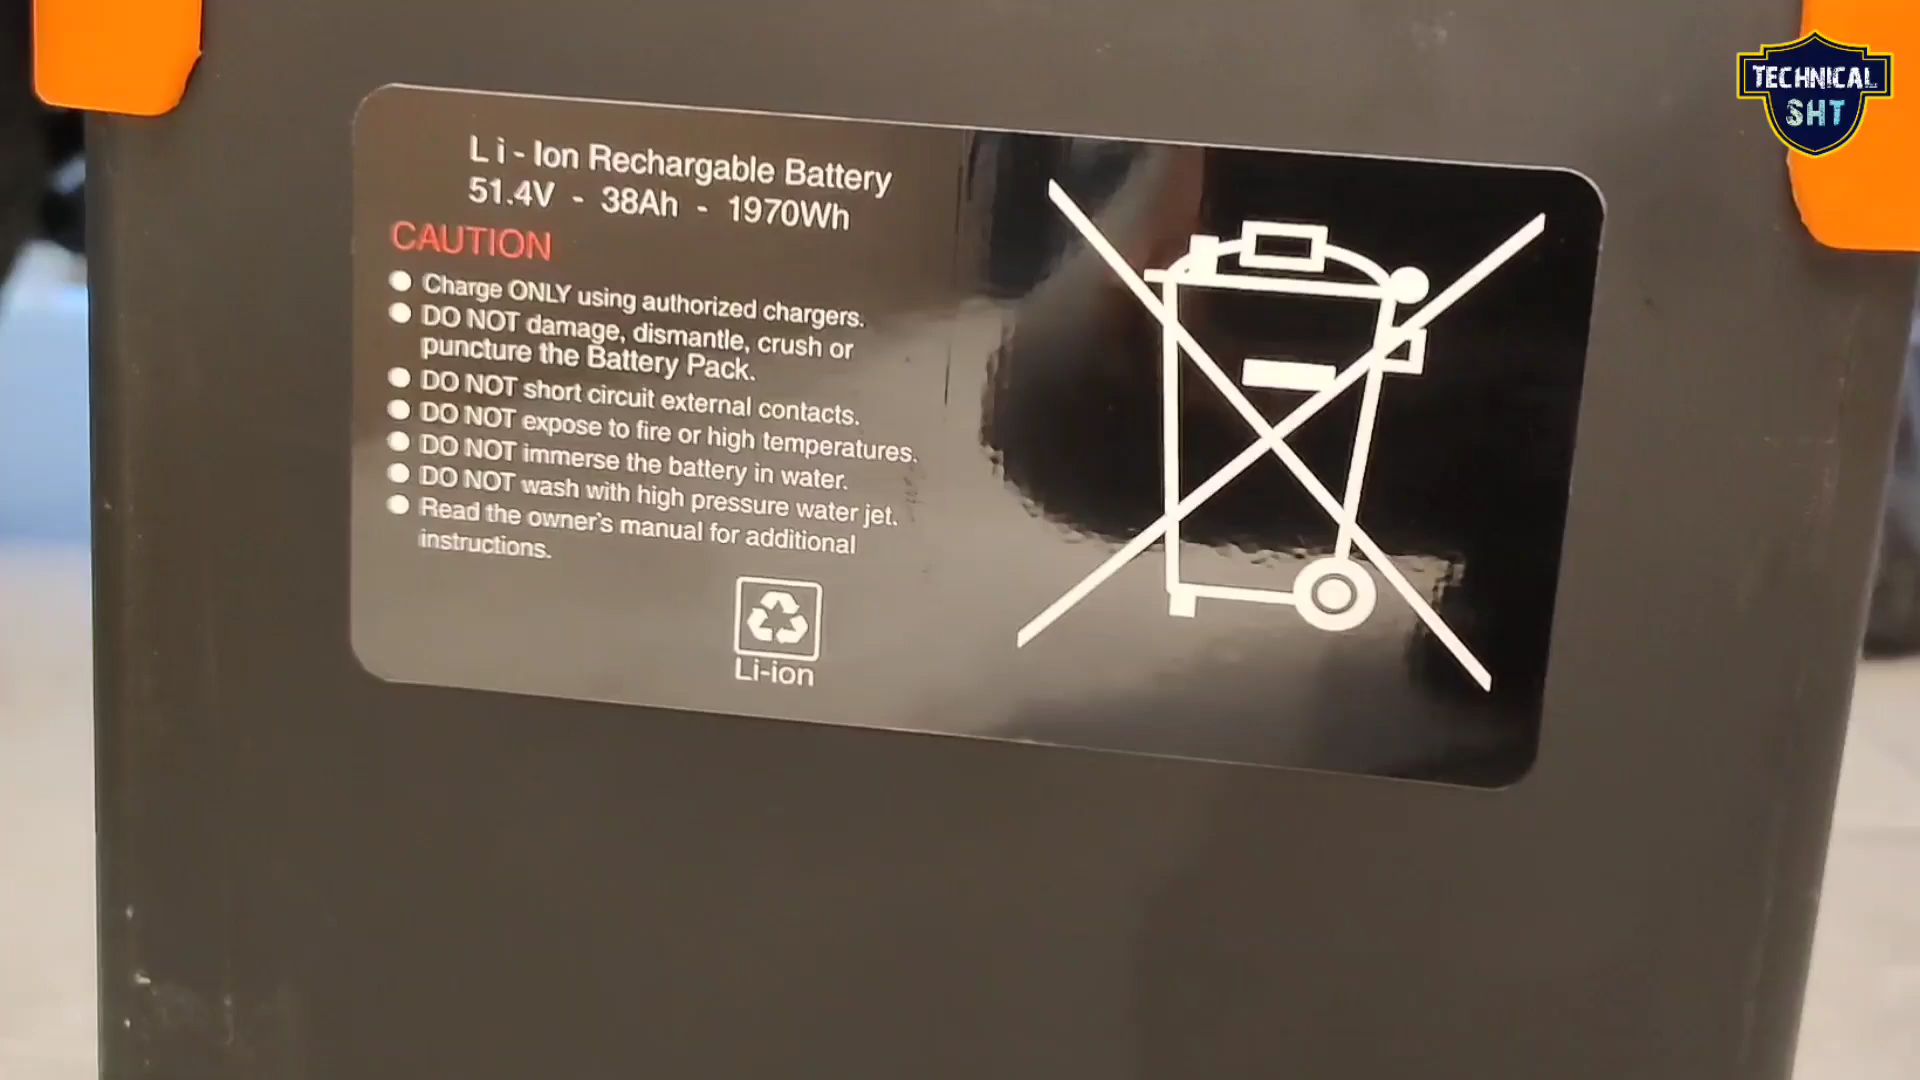 Li-Ion Rechargable Battery
51.4V - 38Ah - 1970Wh
CAUTION
● Charge ONLY using authorized chargers.
● DO NOT damage, dismantle, crush or
puncture the Battery Pack.
● DO NOT short circuit external contacts.
● DO NOT expose to fire or high temperatures.
● DO NOT immerse the battery in water.
● DO NOT wash with high pressure water jet.
● Read the owner's manual for additional
instructions.
Li-ion
TECHNICAL
SHT